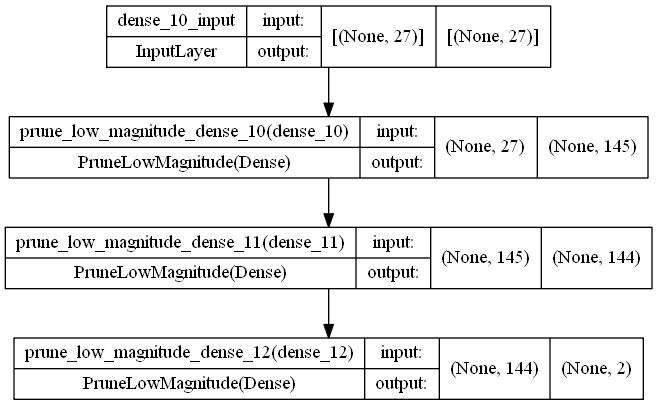 dense_10_input input: [(None, 27)] [(None, 27)]
InputLayer output:
prune_low_magnitude_dense_10(dense_10) input: (None, 27) (None, 145)
PruneLowMagnitude(Dense) output:
prune_low_magnitude_dense_11(dense_11) input: (None, 145) (None, 144)
PruneLowMagnitude(Dense) output:
prune_low_magnitude_dense_12(dense_12) input: (None, 144) (None, 2)
PruneLowMagnitude(Dense) output: